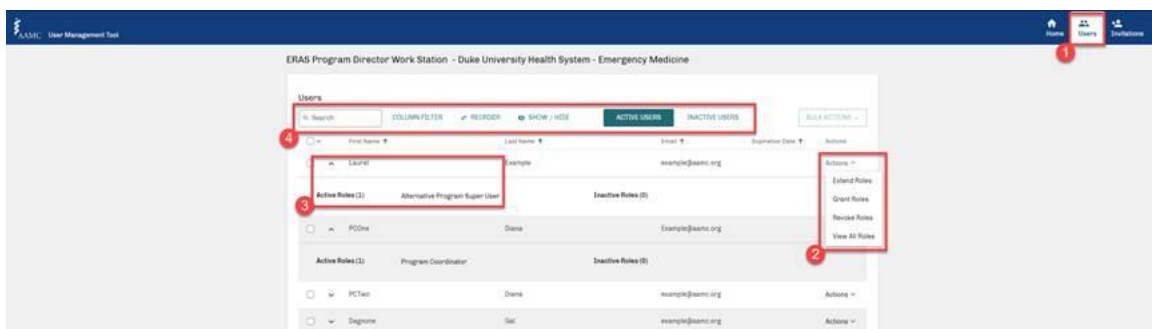 AAMC User Management Tool
Home Users Invitations
1
ERAS Program Director Work Station - Duke University Health System - Emergency Medicine
Users
Search COLUMN FILTER REORDER SHOW / HIDE ACTIVE USERS INACTIVE USERS BULK ACTIONS
4
First Name Last Name Email Expiration Date Actions
Laurel Example example@aamc.org Actions
Extend Roles
Active Roles (1) Alternative Program Super User Inactive Roles (0)
3
Grant Roles
Revoke Roles
PCOne Diana Example@aamc.org
View All Roles
2
Active Roles (1) Program Coordinator Inactive Roles (0)
PCTwo Diana example@aamc.org Actions
Dagnone Gel example@aamc.org Actions